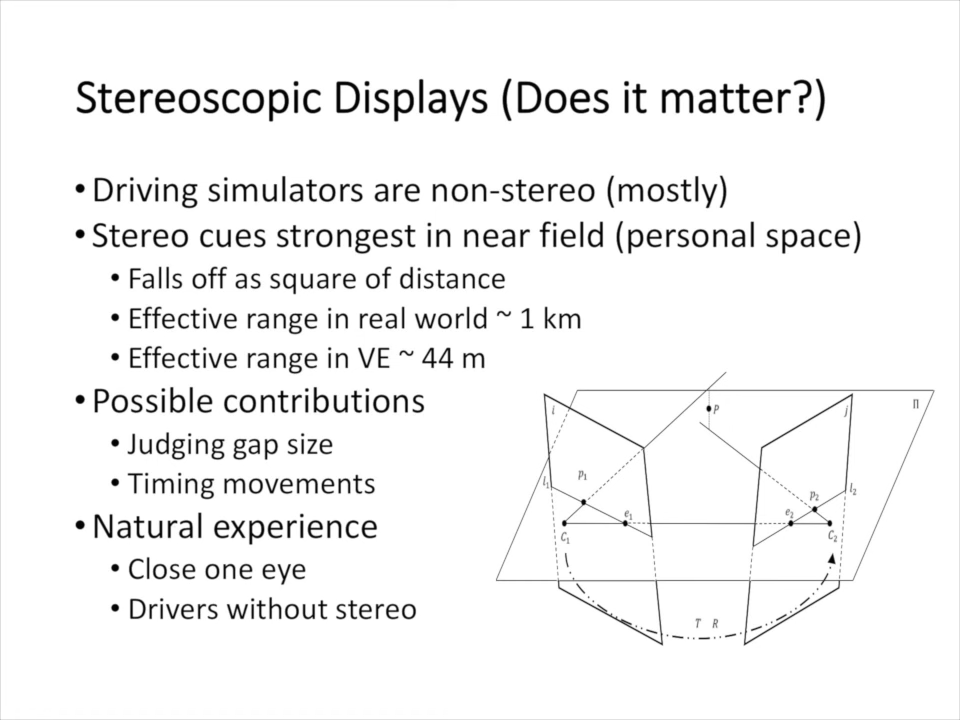 Stereoscopic Displays (Does it matter?)
• Driving simulators are non-stereo (mostly)
• Stereo cues strongest in near field (personal space)
• Falls off as square of distance
• Effective range in real world ~ 1 km
• Effective range in VE ~ 44 m
• Possible contributions
• Judging gap size
• Timing movements
• Natural experience
• Close one eye
• Drivers without stereo
i
P
j
Π
p₁
l₁
e₁
C₁
p₂
l₂
e₂
C₂
T R